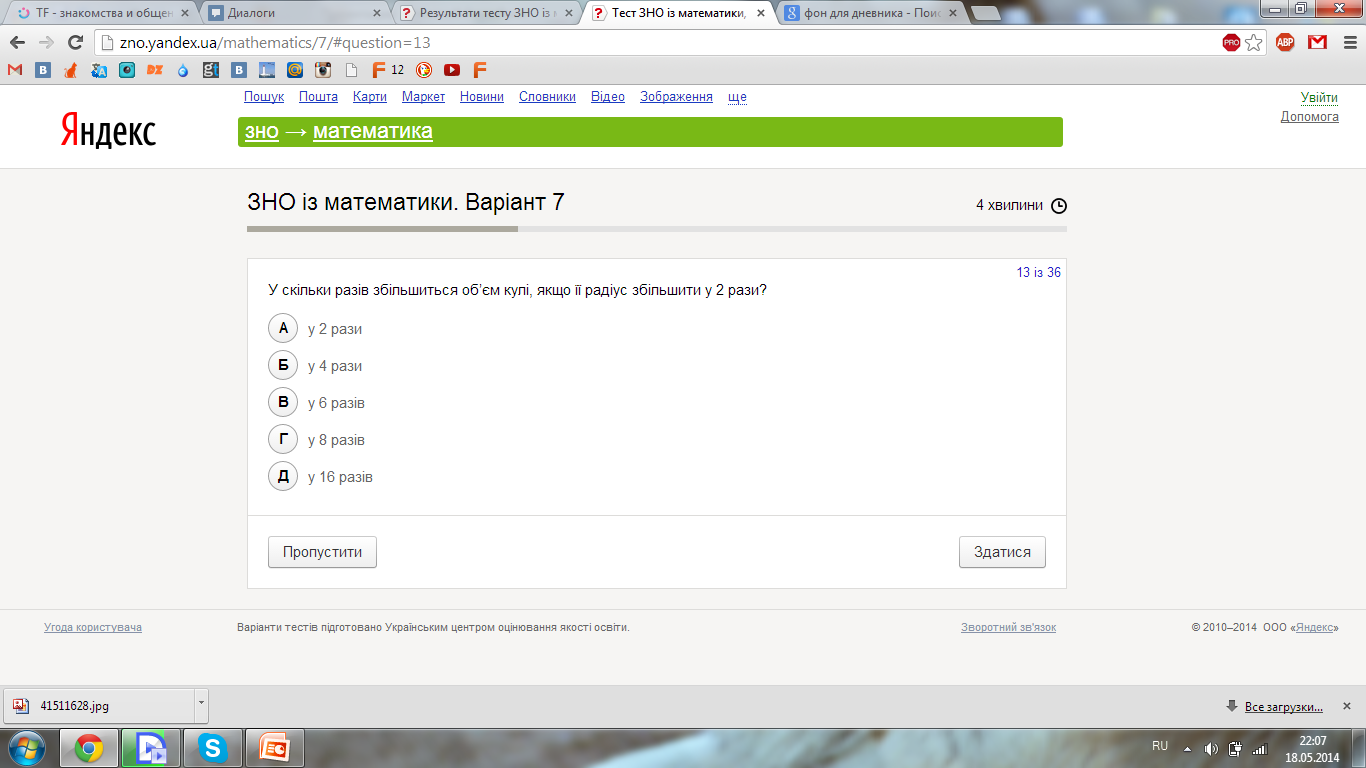 TF - знакомства и общен
Диалоги
Результати тесту ЗНО із м
Тест ЗНО із математики,
фон для дневника - Пои
zno.yandex.ua/mathematics/7/#question=13
PRO
ABP
12
Пошук Пошта Карти Маркет Новини Словники Відео Зображення ще
Увійти
Допомога
Яндекс
зно → математика
ЗНО із математики. Варіант 7
4 хвилини
13 із 36
У скільки разів збільшиться об’єм кулі, якщо її радіус збільшити у 2 рази?
А у 2 рази
Б у 4 рази
В у 6 разів
Г у 8 разів
Д у 16 разів
Пропустити
Здатися
Угода користувача
Варіанти тестів підготовано Українським центром оцінювання якості освіти.
Зворотний зв'язок
© 2010–2014 ООО «Яндекс»
41511628.jpg
Все загрузки...
RU
22:07
18.05.2014